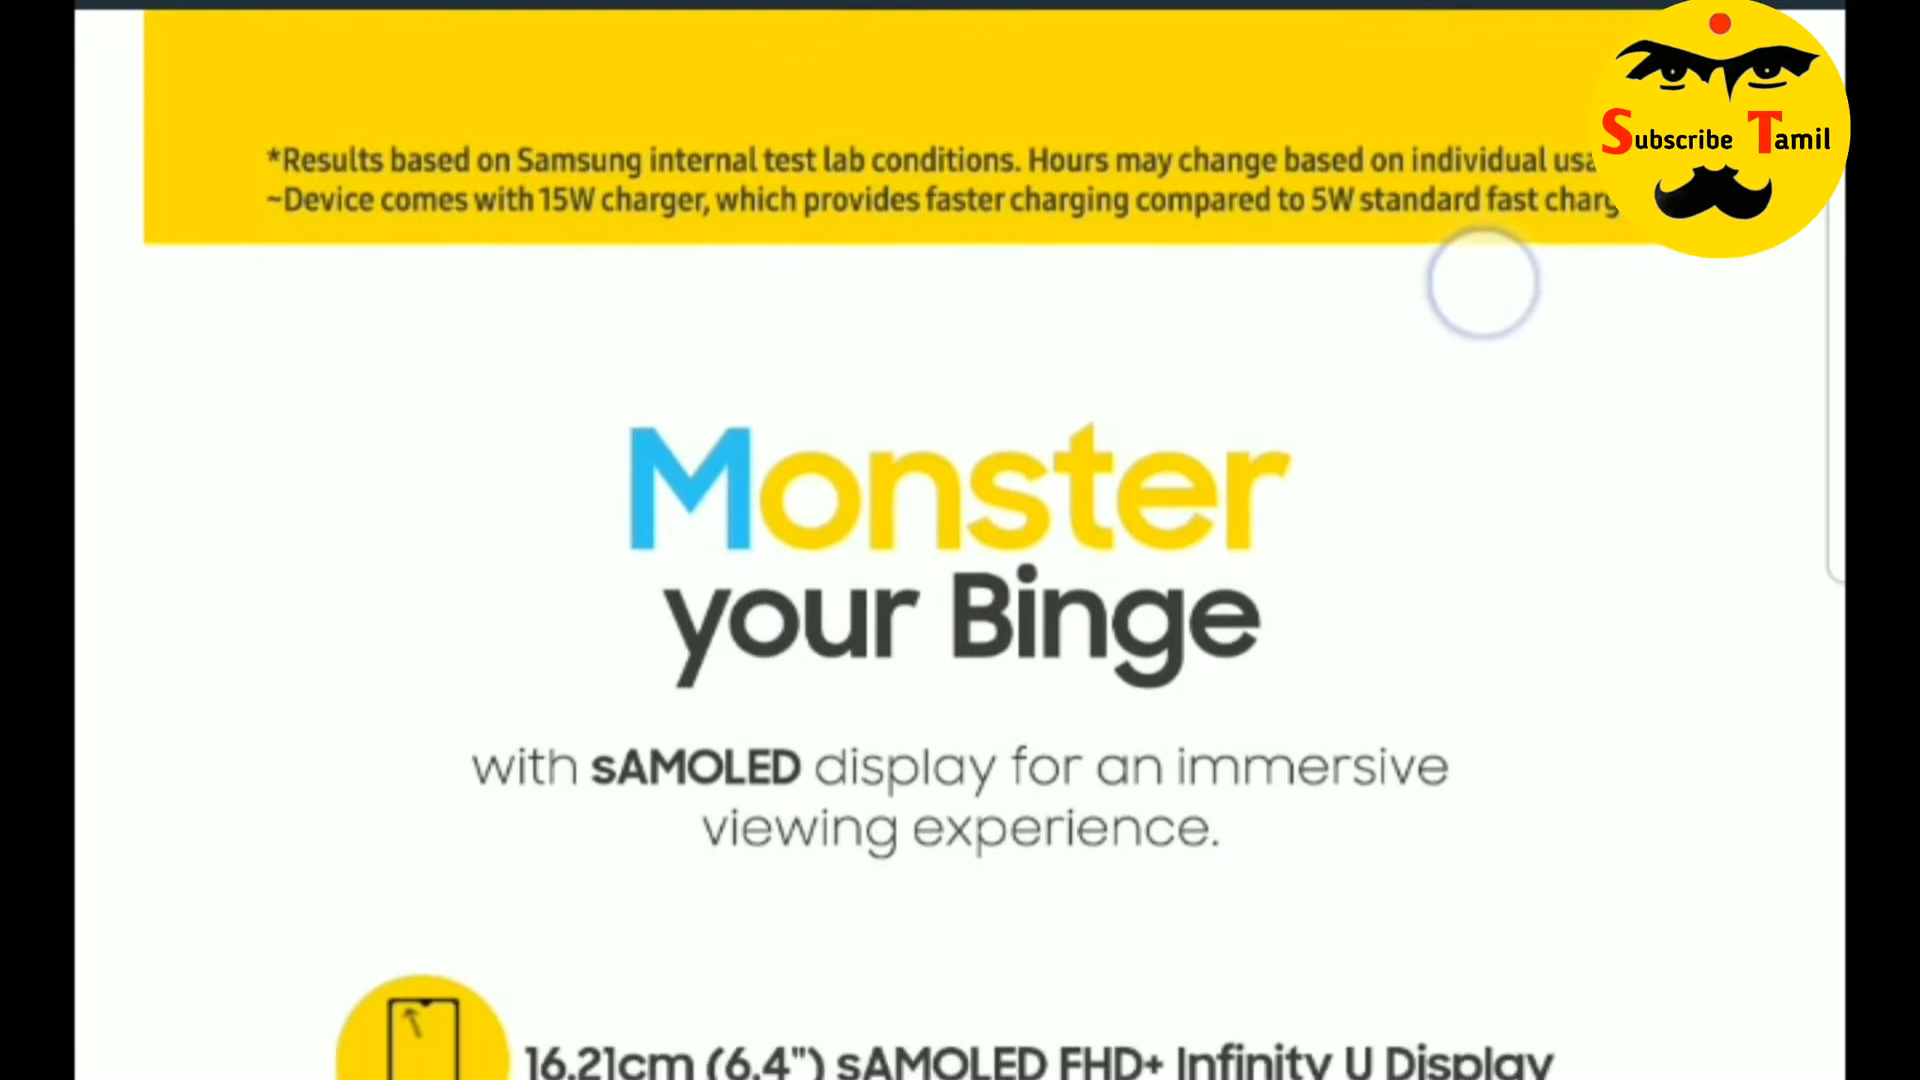 *Results based on Samsung internal test lab conditions. Hours may change based on individual
~Device comes with 15W charger, which provides faster charging compared to 5W standard fast
Subscribe Tamil
Monster
your Binge
with sAMOLED display for an immersive
viewing experience.
16.21cm (6.4") sAMOLED FHD+ Infinity U Display